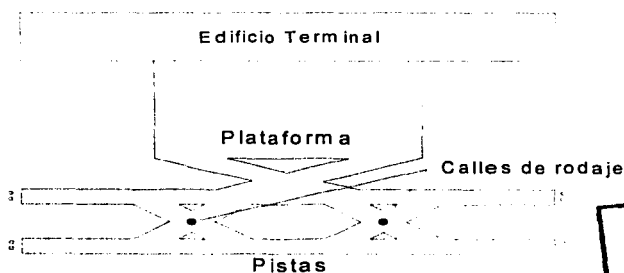 Edificio Terminal
Plataforma
Calles de rodaje
Pistas